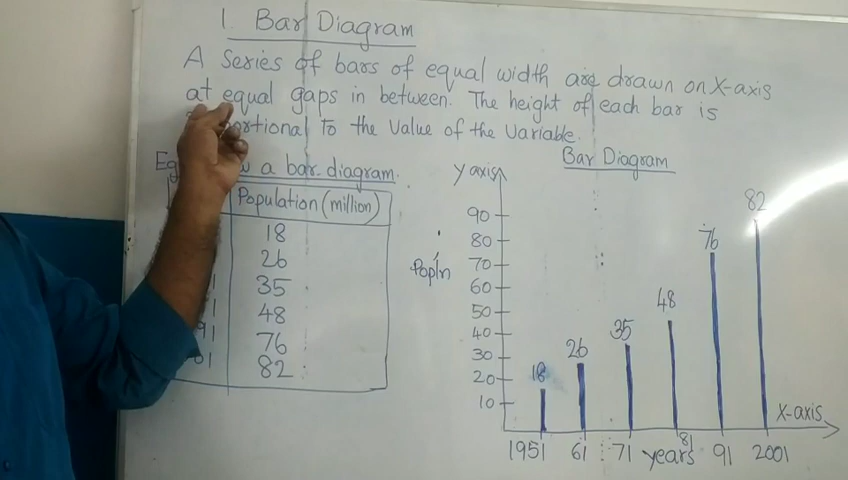 1. Bar Diagram
A Series of bars of equal width are drawn on X-axis
at equal gaps in between. The height of each bar is
to the value of the variable.
Eg
a bar diagram.
Population (million)
18
26
35
48
76
82
Bar Diagram
y axis
90
80
70
60
50
40
30
20
10
Pop/n
18
26
35
48
76
82
X-axis
1951 61 71 81 91 2001
years